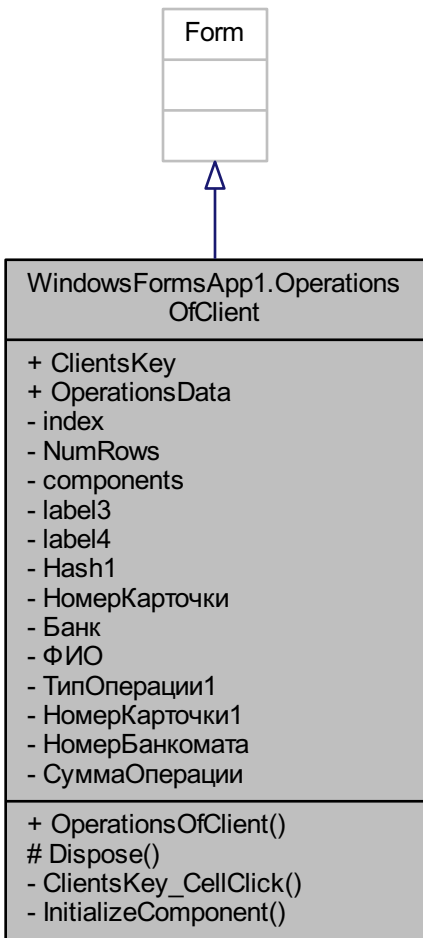 Form
WindowsFormsApp1.Operations
OfClient
+ ClientsKey
+ OperationsData
- index
- NumRows
- components
- label3
- label4
- Hash1
- НомерКарточки
- Банк
- ФИО
- ТипОперации1
- НомерКарточки1
- НомерБанкомата
- СуммаОперации
+ OperationsOfClient()
# Dispose()
- ClientsKey_CellClick()
- InitializeComponent()